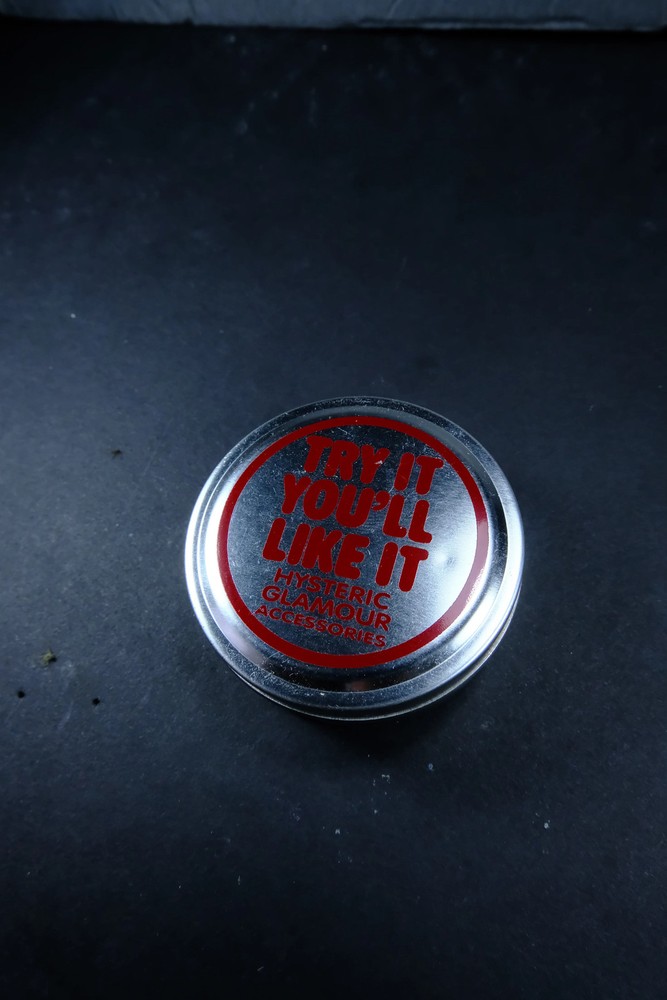 TRY IT
YOU'LL
LIKE IT
HYSTERIC
GLAMOUR
ACCESSORIES